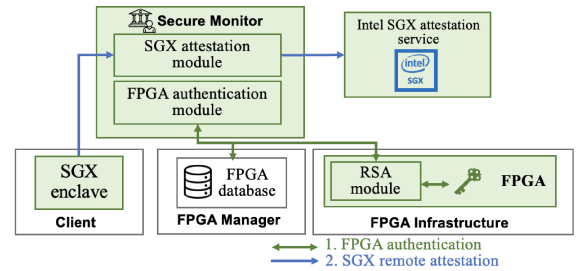 Secure Monitor
SGX attestation
module
FPGA authentication
module
Intel SGX attestation
service
intel
SGX
SGX
enclave
Client
FPGA
database
FPGA Manager
RSA
module
FPGA
FPGA Infrastructure
1. FPGA authentication
2. SGX remote attestation